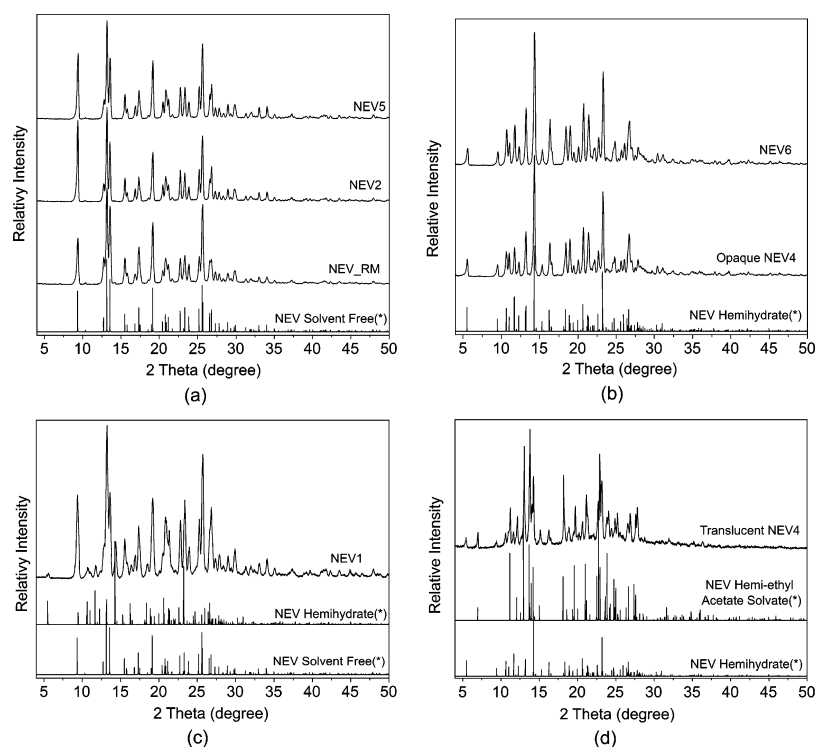 Relativy Intensity
NEV5
NEV2
NEV_RM
NEV Solvent Free(*)
5 10 15 20 25 30 35 40 45 50
2 Theta (degree)
(a)
Relative Intensity
NEV6
Opaque NEV4
NEV Hemihydrate(*)
5 10 15 20 25 30 35 40 45 50
2 Theta (degree)
(b)
Relativy Intensity
NEV1
NEV Hemihydrate(*)
NEV Solvent Free(*)
5 10 15 20 25 30 35 40 45 50
2 Theta (degree)
(c)
Relative Intensity
Translucent NEV4
NEV Hemi-ethyl
Acetate Solvate(*)
NEV Hemihydrate(*)
5 10 15 20 25 30 35 40 45 50
2 Theta (degree)
(d)